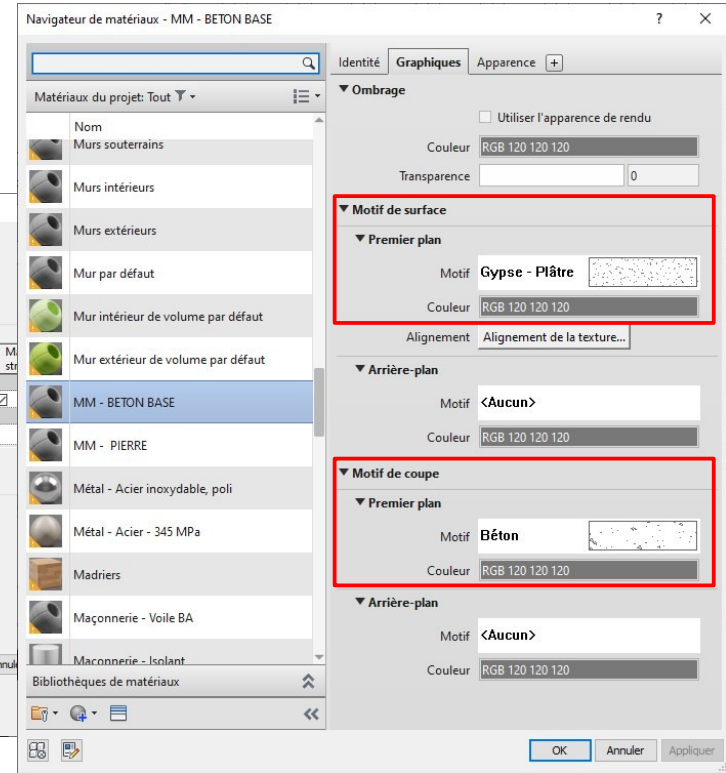 Navigateur de matériaux - MM - BETON BASE
Matériaux du projet: Tout
Nom
Murs souterrains
Murs intérieurs
Murs extérieurs
Mur par défaut
Mur intérieur de volume par défaut
Mur extérieur de volume par défaut
MM - BETON BASE
MM - PIERRE
Métal - Acier inoxydable, poli
Métal - Acier - 345 MPa
Madriers
Maçonnerie - Voile BA
Maçonnerie - Isolant
Bibliothèques de matériaux
Identité Graphiques Apparence +
Ombrage
Utiliser l'apparence de rendu
Couleur RGB 120 120 120
Transparence 0
Motif de surface
Premier plan
Motif Gypse - Plâtre
Couleur RGB 120 120 120
Alignement Alignement de la texture...
Arrière-plan
Motif <Aucun>
Couleur RGB 120 120 120
Motif de coupe
Premier plan
Motif Béton
Couleur RGB 120 120 120
Arrière-plan
Motif <Aucun>
Couleur RGB 120 120 120
OK Annuler Appliquer